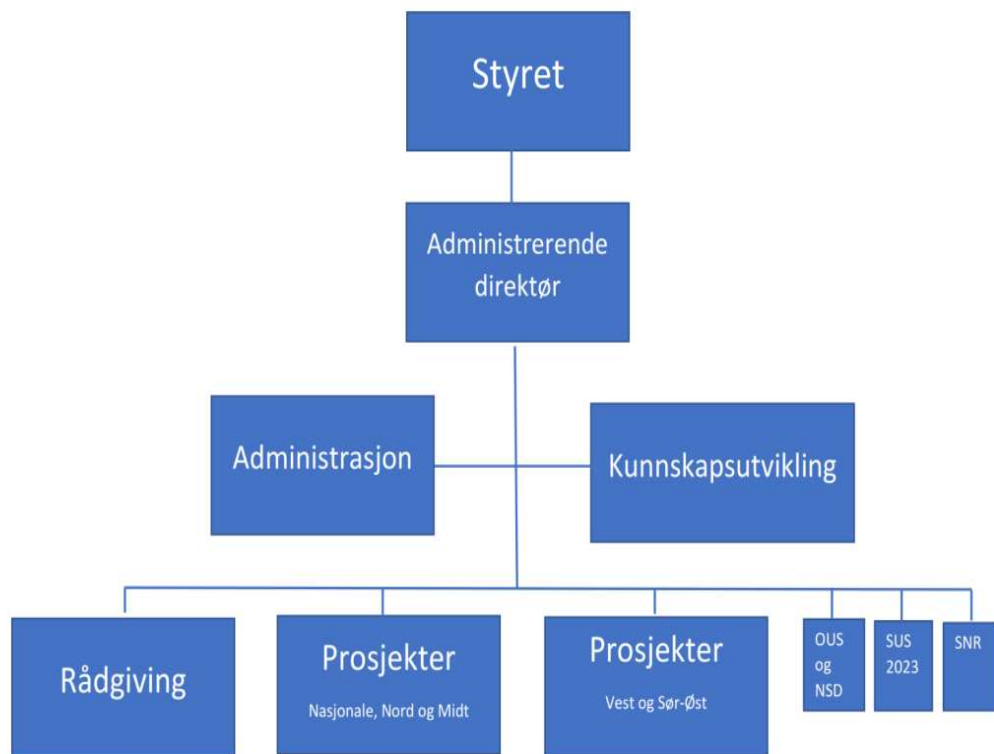 Styret
Administrerende
direktør
Administrasjon
Kunnskapsutvikling
Rådgiving
Prosjekter
Nasjonale, Nord og Midt
Prosjekter
Vest og Sør-Øst
OUS
og
NSD
SUS
2023
SNR